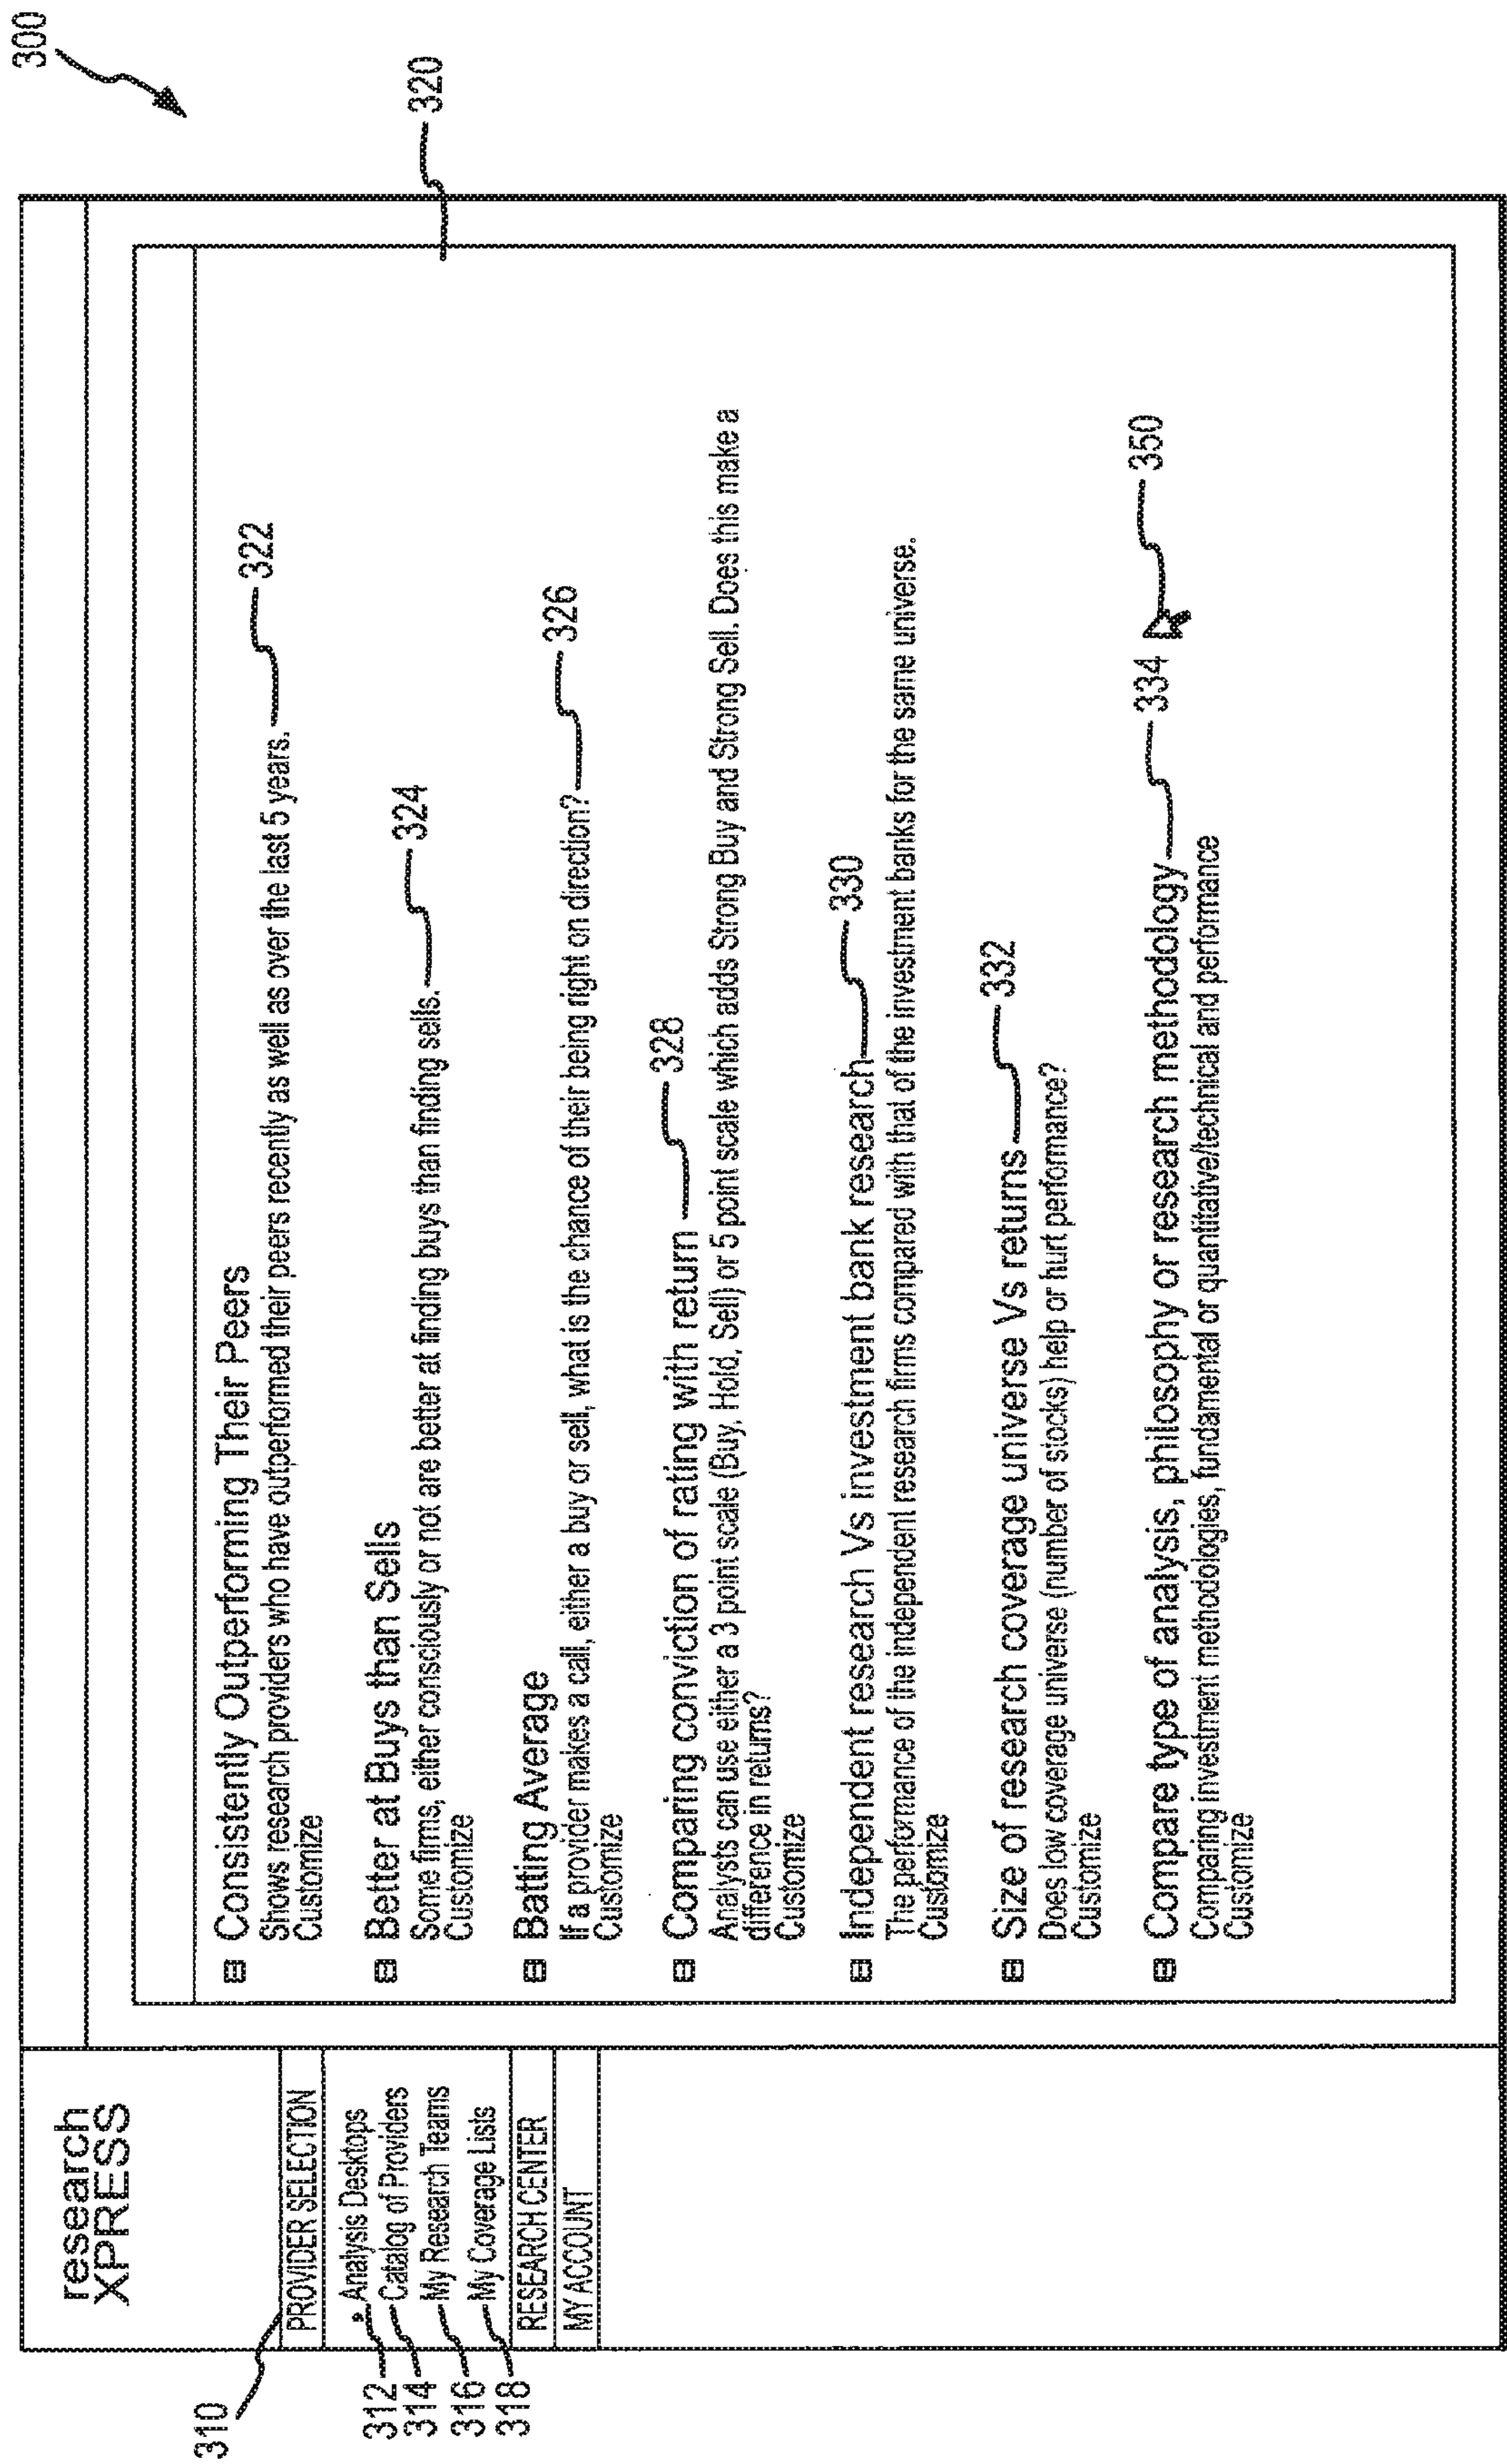 300
research
XPRESS
310
PROVIDER SELECTION
312
Analysis Desktops
314
Catalog of Providers
316
My Research Teams
318
My Coverage Lists
RESEARCH CENTER
MY ACCOUNT
320
Consistently Outperforming Their Peers
Shows research providers who have outperformed their peers recently as well as over the last 5 years.
322
Customize
Better at Buys than Sells
Some firms, either consciously or not are better at finding buys than finding sells.
324
Customize
Batting Average
If a provider makes a call, either a buy or sell, what is the chance of their being right on direction?
326
Customize
Comparing conviction of rating with return
328
Analysts can use either a 3 point scale (Buy, Hold, Sell) or 5 point scale which adds Strong Buy and Strong Sell. Does this make a
difference in returns?
Customize
Independent research Vs investment bank research
330
The performance of the independent research firms compared with that of the investment banks for the same universe.
Customize
Size of research coverage universe Vs returns
332
Does low coverage universe (number of stocks) help or hurt performance?
Customize
Compare type of analysis, philosophy or research methodology
334
350
Comparing investment methodologies, fundamental or quantitative/technical and performance
Customize